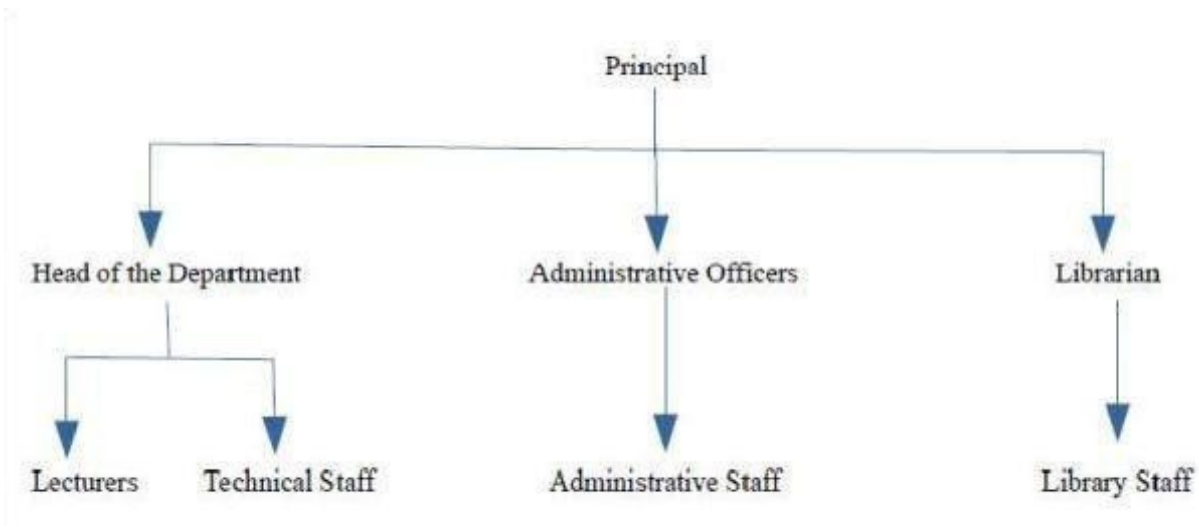 Principal
Head of the Department
Administrative Officers
Librarian
Lecturers
Technical Staff
Administrative Staff
Library Staff